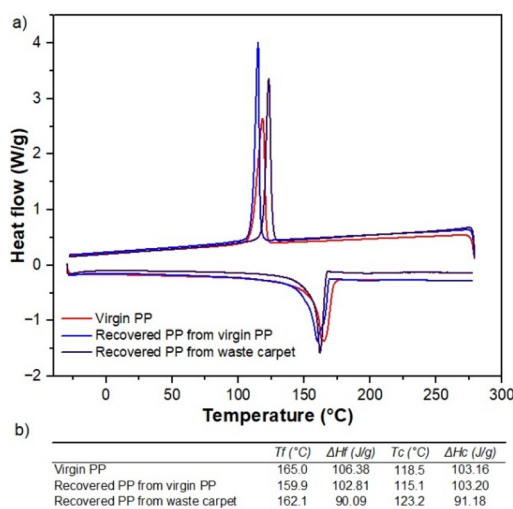 a)
Heat flow (W/g)
4
3
2
1
0
−1
−2
Virgin PP
Recovered PP from virgin PP
Recovered PP from waste carpet
0 50 100 150 200 250 300
Temperature (°C)
b)
Tf (°C) ΔHf (J/g) Tc (°C) ΔHc (J/g)
Virgin PP 165.0 106.38 118.5 103.16
Recovered PP from virgin PP 159.9 102.81 115.1 103.20
Recovered PP from waste carpet 162.1 90.09 123.2 91.18